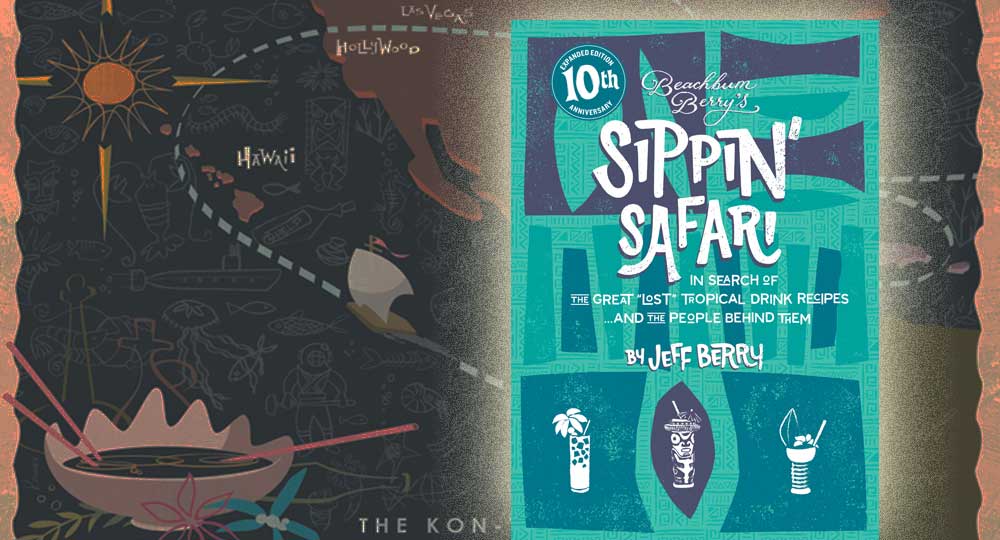 LAS VEGAS
HOLLYWOOD
HAWAII
THE KON-
EXPANDED EDITION
10th
ANNIVERSARY
Beachbum
Berry's
SIPPIN'
SAFARI
IN SEARCH OF
THE GREAT "LOST" TROPICAL DRINK RECIPES
...AND THE PEOPLE BEHIND THEM
BY JEFF BERRY